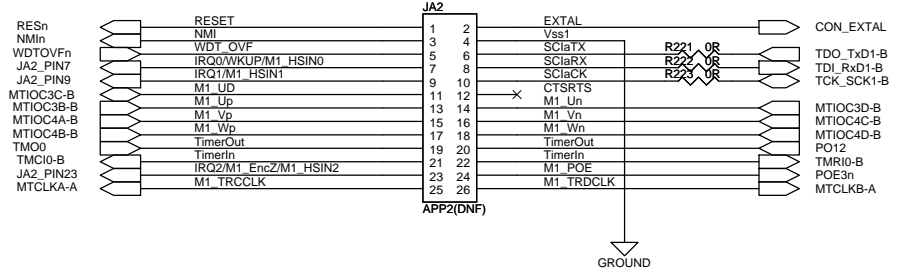 JA2
RESn RESET 1 2 EXTAL CON_EXTAL
NMIn NMI 3 4 Vss1
WDTOVFn WDT_OVF 5 6 SCIaTX R221 0R TDO_TxD1-B
JA2_PIN7 IRQ0/WKUP/M1_HSIN0 7 8 SCIaRX R222 0R TDI_RxD1-B
JA2_PIN9 IRQ1/M1_HSIN1 9 10 SCIaCK R223 0R TCK_SCK1-B
MTIOC3C-B M1_UD 11 12 CTSRTS
MTIOC3B-B M1_Up 13 14 M1_Un MTIOC3D-B
MTIOC4A-B M1_Vp 15 16 M1_Vn MTIOC4C-B
MTIOC4B-B M1_Wp 17 18 M1_Wn MTIOC4D-B
TMO0 TimerOut 19 20 TimerOut PO12
TMCI0-B TimerIn 21 22 TimerIn TMRI0-B
JA2_PIN23 IRQ2/M1_EncZ/M1_HSIN2 23 24 M1_POE POE3n
MTCLKA-A M1_TRCCLK 25 26 M1_TRDCLK MTCLKB-A
APP2(DNF)
GROUND